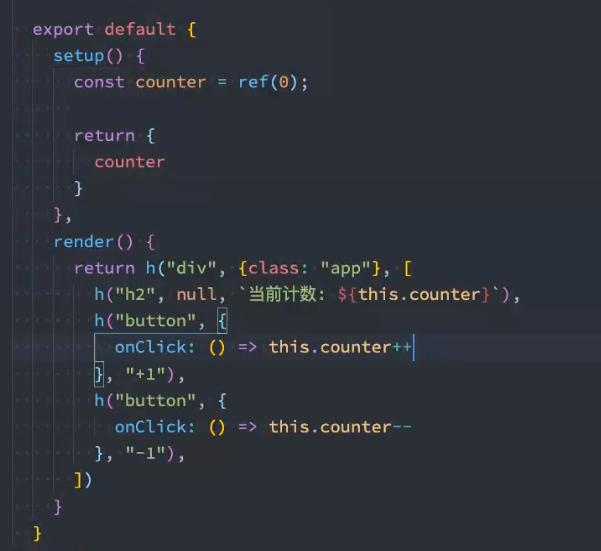 export default {
setup() {
const counter = ref(0);
return {
counter
}
},
render() {
return h("div", {class: "app"}, [
h("h2", null, `当前计数: ${this.counter}`),
h("button", {
onClick: () => this.counter++
}, "+1"),
h("button", {
onClick: () => this.counter--
}, "-1"),
])
}
}